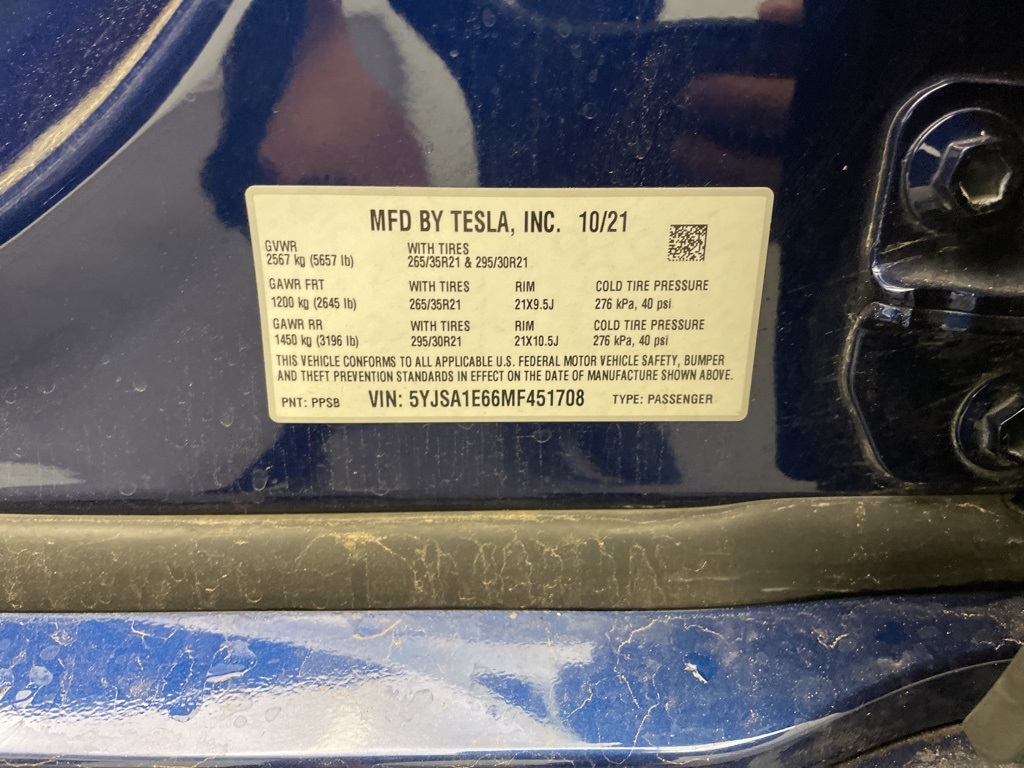 MFD BY TESLA, INC. 10/21
GVWR WITH TIRES
2567 kg (5657 lb) 265/35R21 & 295/30R21
GAWR FRT WITH TIRES RIM COLD TIRE PRESSURE
1200 kg (2645 lb) 265/35R21 21X9.5J 276 kPa, 40 psi
GAWR RR WITH TIRES RIM COLD TIRE PRESSURE
1450 kg (3196 lb) 295/30R21 21X10.5J 276 kPa, 40 psi
THIS VEHICLE CONFORMS TO ALL APPLICABLE U.S. FEDERAL MOTOR VEHICLE SAFETY, BUMPER
AND THEFT PREVENTION STANDARDS IN EFFECT ON THE DATE OF MANUFACTURE SHOWN ABOVE.
PNT: PPSB VIN: 5YJSA1E66MF451708 TYPE: PASSENGER